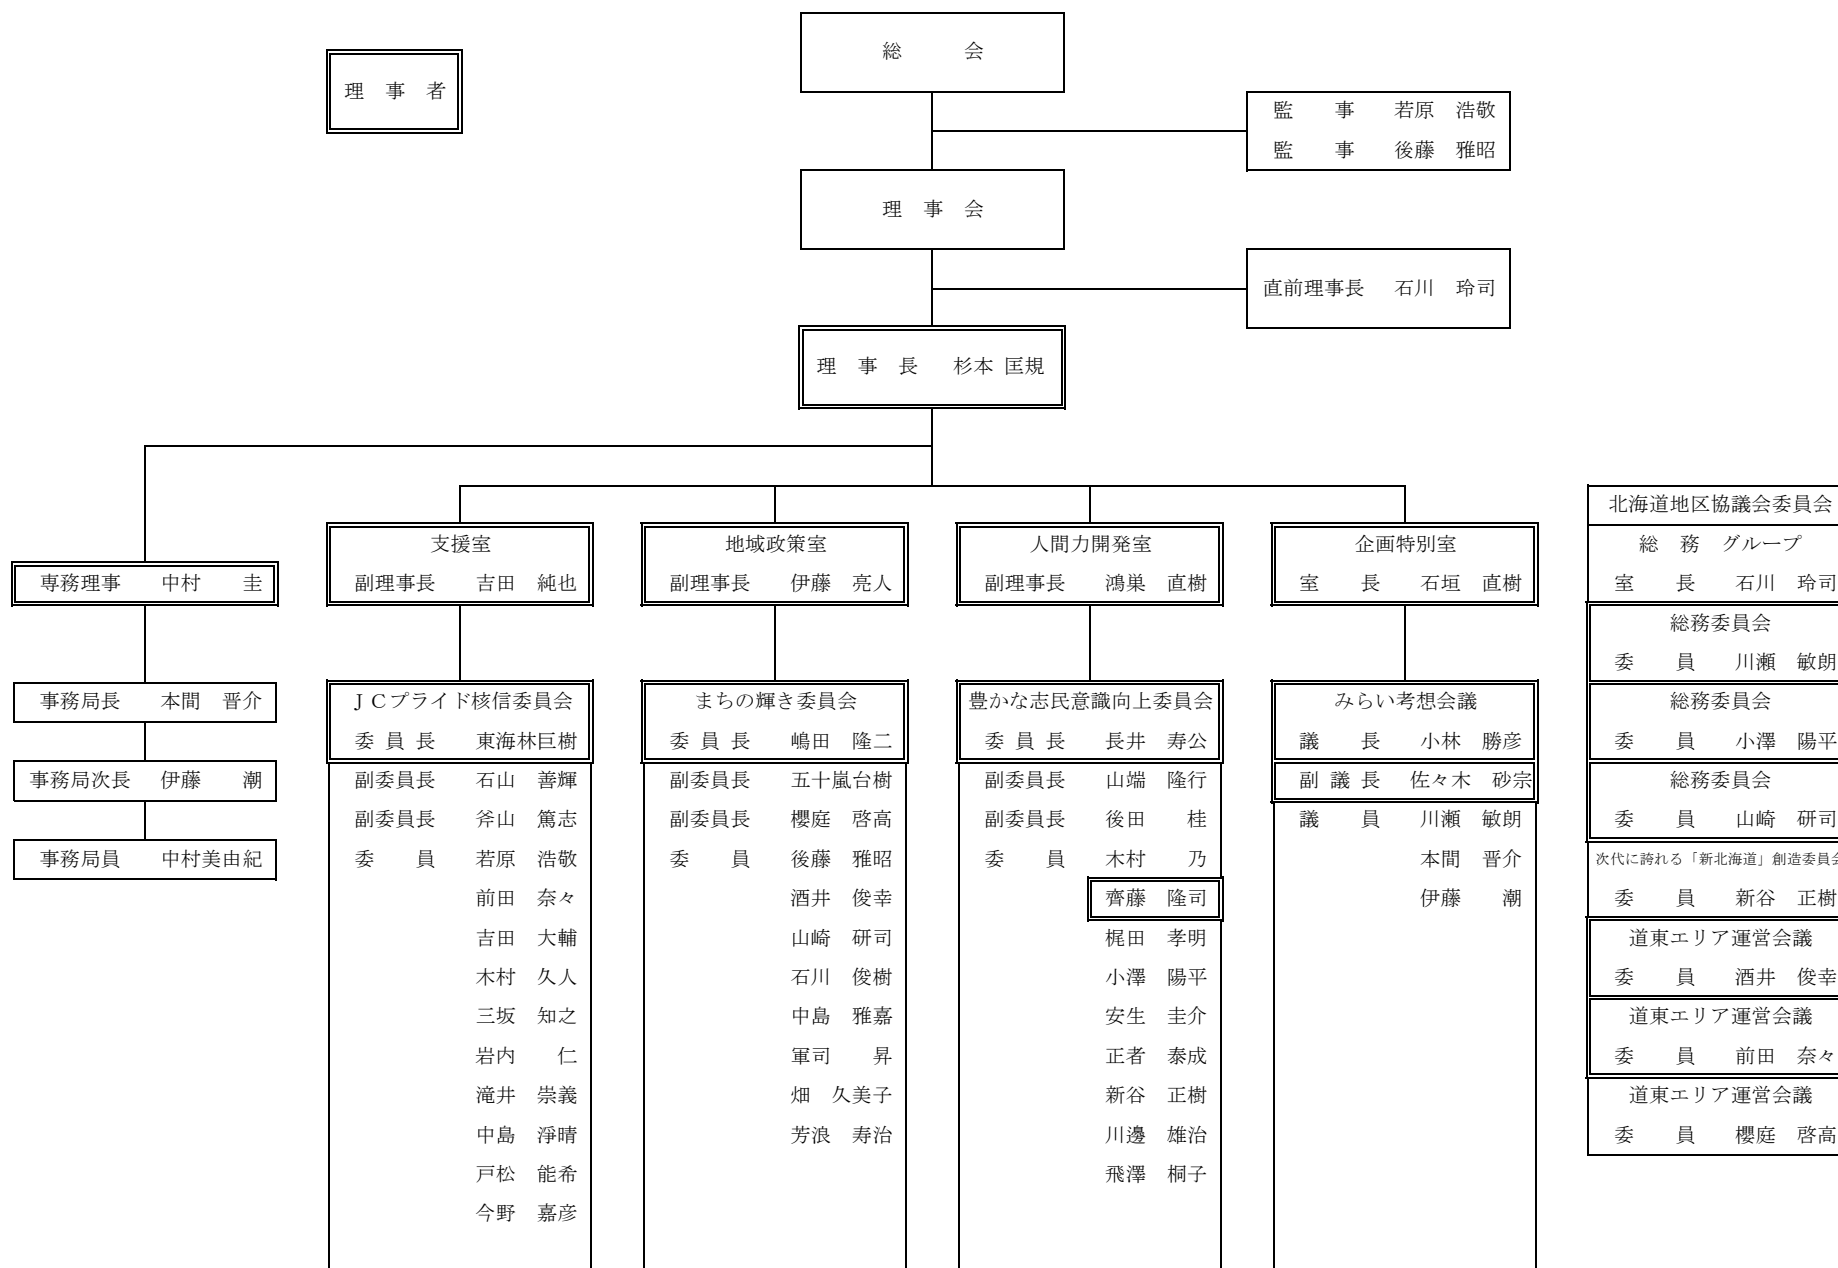 総　　　会
理　事　者
監　　事　　若原　浩敬
監　　事　　後藤　雅昭
理　事　会
直前理事長　石川　玲司
理　事　長　杉本 匡規
専務理事　中村　　圭
事務局長　本間　晋介
事務局次長　伊藤　　潮
事務局員　中村美由紀
支援室
副理事長　吉田　純也
ＪＣプライド核信委員会
委 員 長　東海林巨樹
副委員長　石山　善輝
副委員長　斧山　篤志
委　　員　若原　浩敬
前田　奈々
吉田　大輔
木村　久人
三坂　知之
岩内　　仁
滝井　崇義
中島　淨晴
戸松　能希
今野　嘉彦
地域政策室
副理事長　伊藤　亮人
まちの輝き委員会
委 員 長　嶋田　隆二
副委員長　五十嵐台樹
副委員長　櫻庭　啓高
委　　員　後藤　雅昭
酒井　俊幸
山崎　研司
石川　俊樹
中島　雅嘉
軍司　　昇
畑　久美子
芳浪　寿治
人間力開発室
副理事長　鴻巣　直樹
豊かな志民意識向上委員会
委 員 長　長井　寿公
副委員長　山端　隆行
副委員長　後田　　桂
委　　員　木村　　乃
齊藤　隆司
梶田　孝明
小澤　陽平
安生　圭介
正者　泰成
新谷　正樹
川邊　雄治
飛澤　桐子
企画特別室
室　　長　石垣　直樹
みらい考想会議
議　　長　小林　勝彦
副 議 長　佐々木　砂宗
議　　員　川瀬　敏朗
本間　晋介
伊藤　　潮
北海道地区協議会委員会
総　務　グループ
室　　長　石川　玲司
総務委員会
委　　員　川瀬　敏朗
総務委員会
委　　員　小澤　陽平
総務委員会
委　　員　山崎　研司
次代に誇れる「新北海道」創造委員会
委　　員　新谷　正樹
道東エリア運営会議
委　　員　酒井　俊幸
道東エリア運営会議
委　　員　前田　奈々
道東エリア運営会議
委　　員　櫻庭　啓高